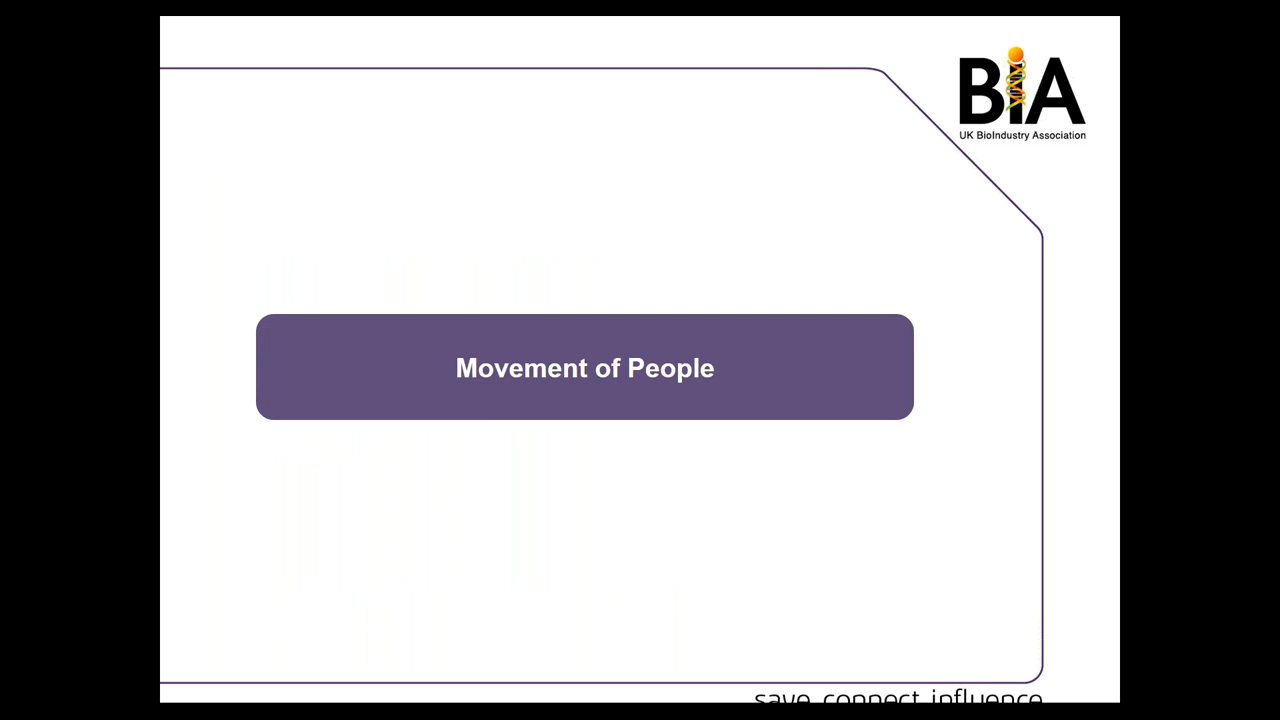 BIA
UK BioIndustry Association
Movement of People
save connect influence